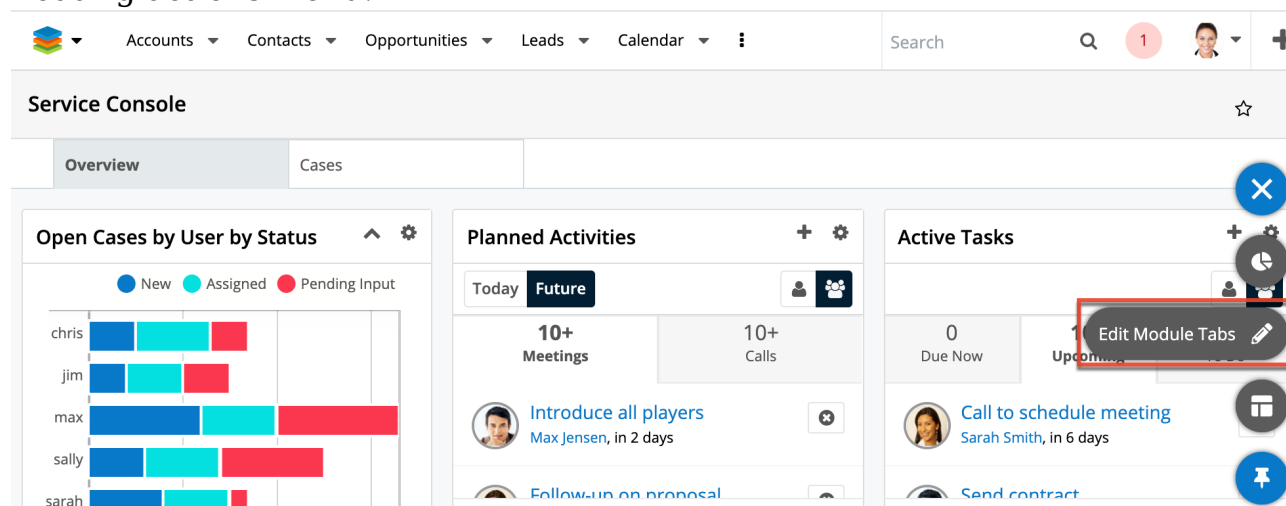 Accounts Contacts Opportunities Leads Calendar Search 1
Service Console
Overview Cases
Open Cases by User by Status
New Assigned Pending Input
chris
jim
max
sally
sarah
Planned Activities
Today Future
10+ 10+
Meetings Calls
Introduce all players
Max Jensen, in 2 days
Follow-up on proposal
Active Tasks
Edit Module Tabs
0
Due Now Upcoming
Call to schedule meeting
Sarah Smith, in 6 days
Send contract